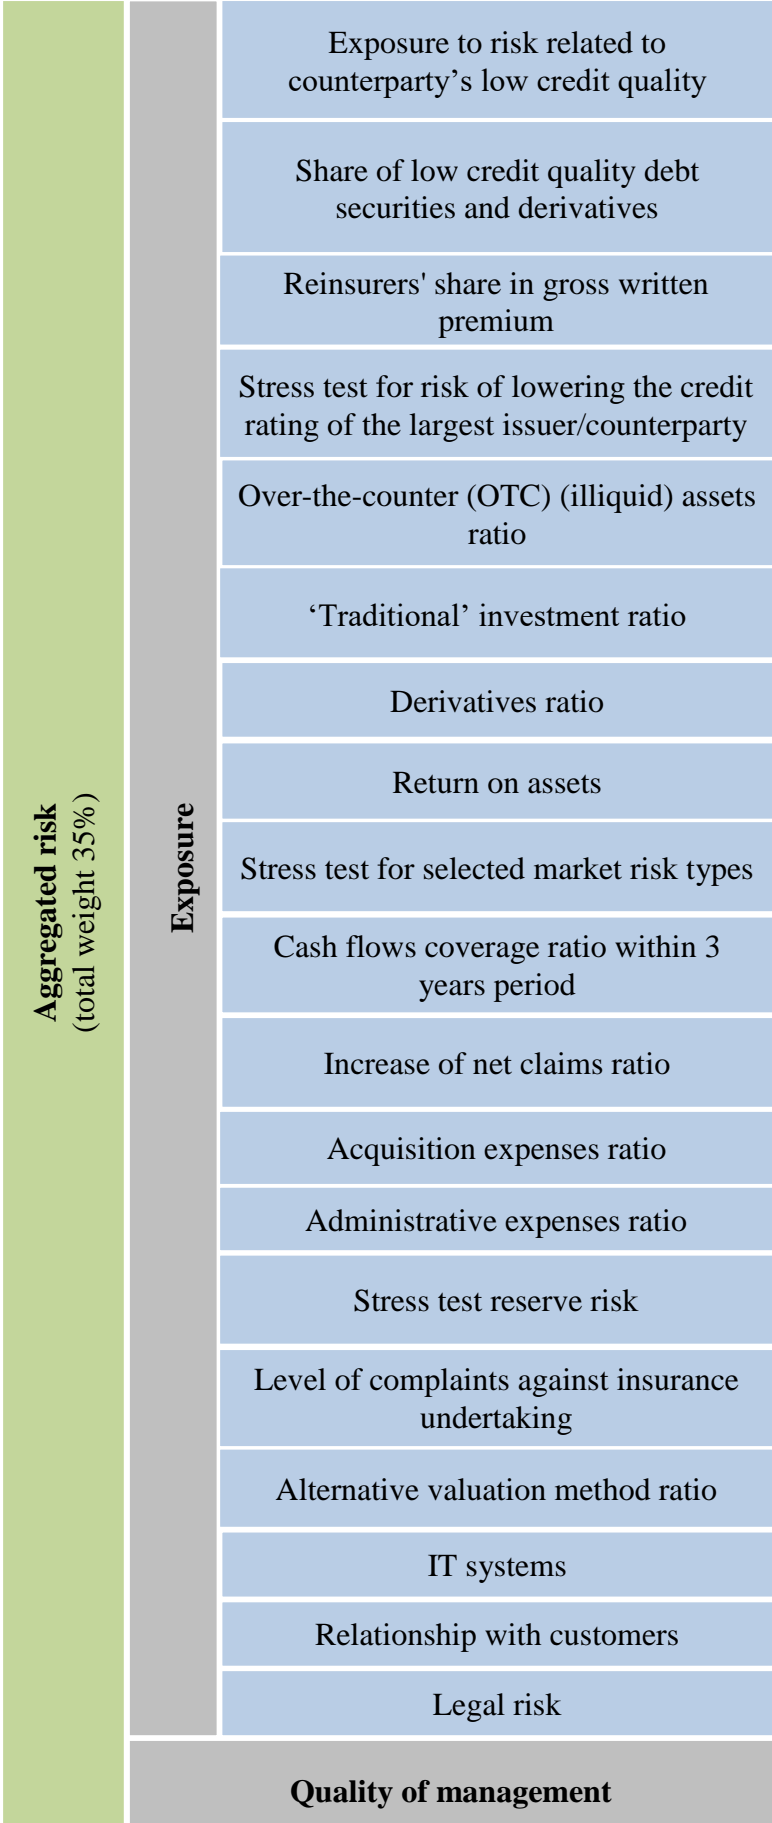 Aggregated risk
(total weight 35%)
Exposure
Exposure to risk related to
counterparty’s low credit quality
Share of low credit quality debt
securities and derivatives
Reinsurers' share in gross written
premium
Stress test for risk of lowering the credit
rating of the largest issuer/counterparty
Over-the-counter (OTC) (illiquid) assets
ratio
‘Traditional’ investment ratio
Derivatives ratio
Return on assets
Stress test for selected market risk types
Cash flows coverage ratio within 3
years period
Increase of net claims ratio
Acquisition expenses ratio
Administrative expenses ratio
Stress test reserve risk
Level of complaints against insurance
undertaking
Alternative valuation method ratio
IT systems
Relationship with customers
Legal risk
Quality of management